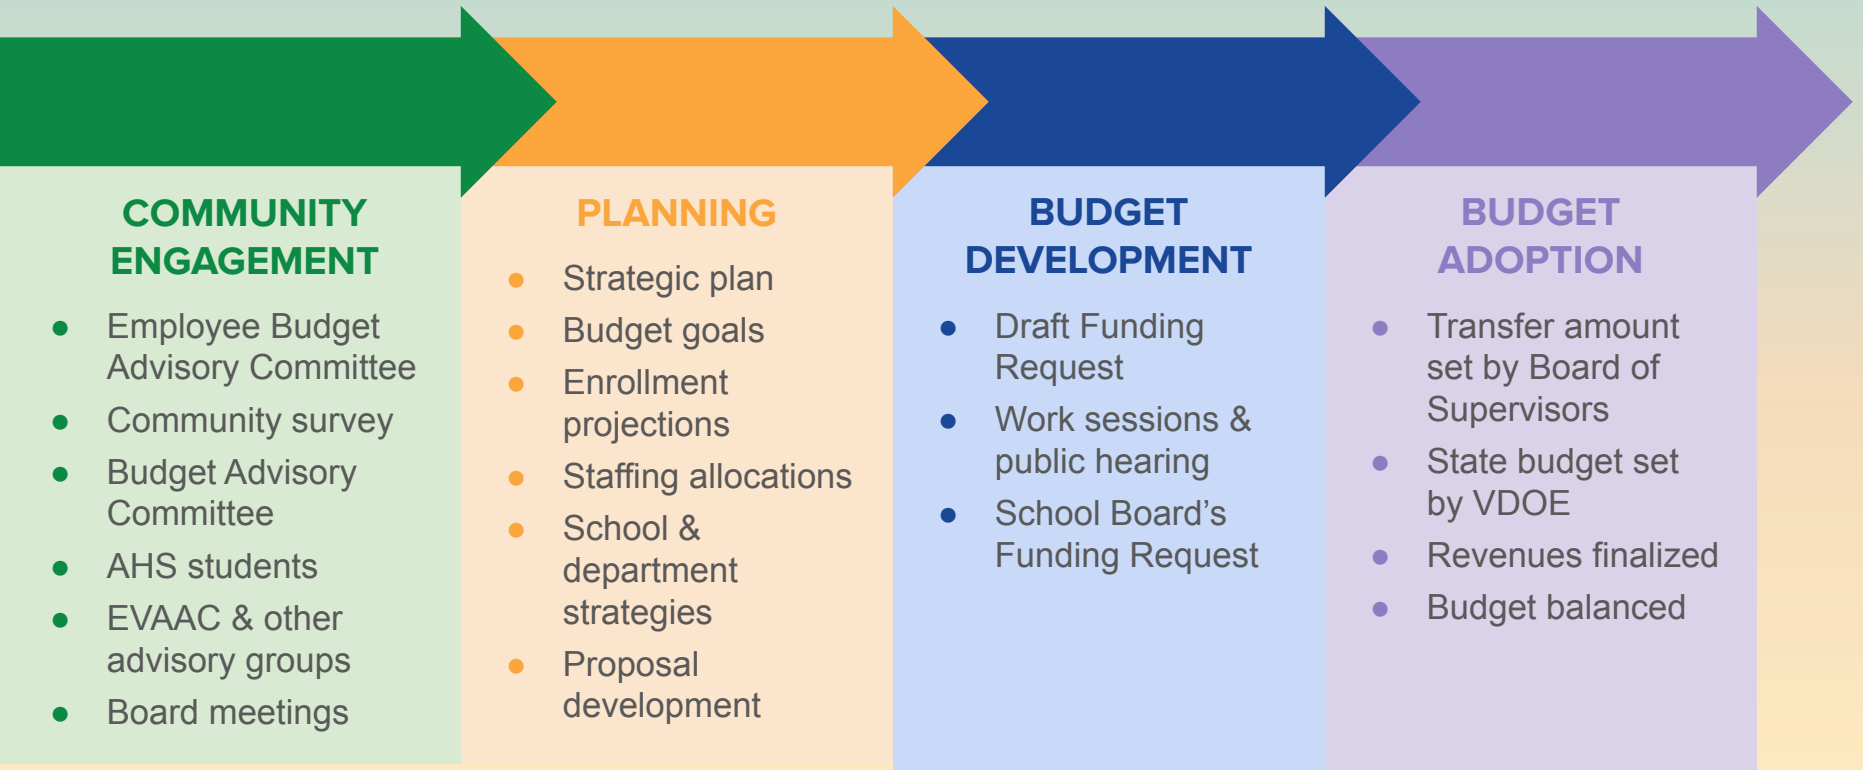 COMMUNITY
ENGAGEMENT
● Employee Budget
Advisory Committee
● Community survey
● Budget Advisory
Committee
● AHS students
● EVAAC & other
advisory groups
● Board meetings
PLANNING
● Strategic plan
● Budget goals
● Enrollment
projections
● Staffing allocations
● School &
department
strategies
● Proposal
development
BUDGET
DEVELOPMENT
● Draft Funding
Request
● Work sessions &
public hearing
● School Board’s
Funding Request
BUDGET
ADOPTION
● Transfer amount
set by Board of
Supervisors
● State budget set
by VDOE
● Revenues finalized
● Budget balanced